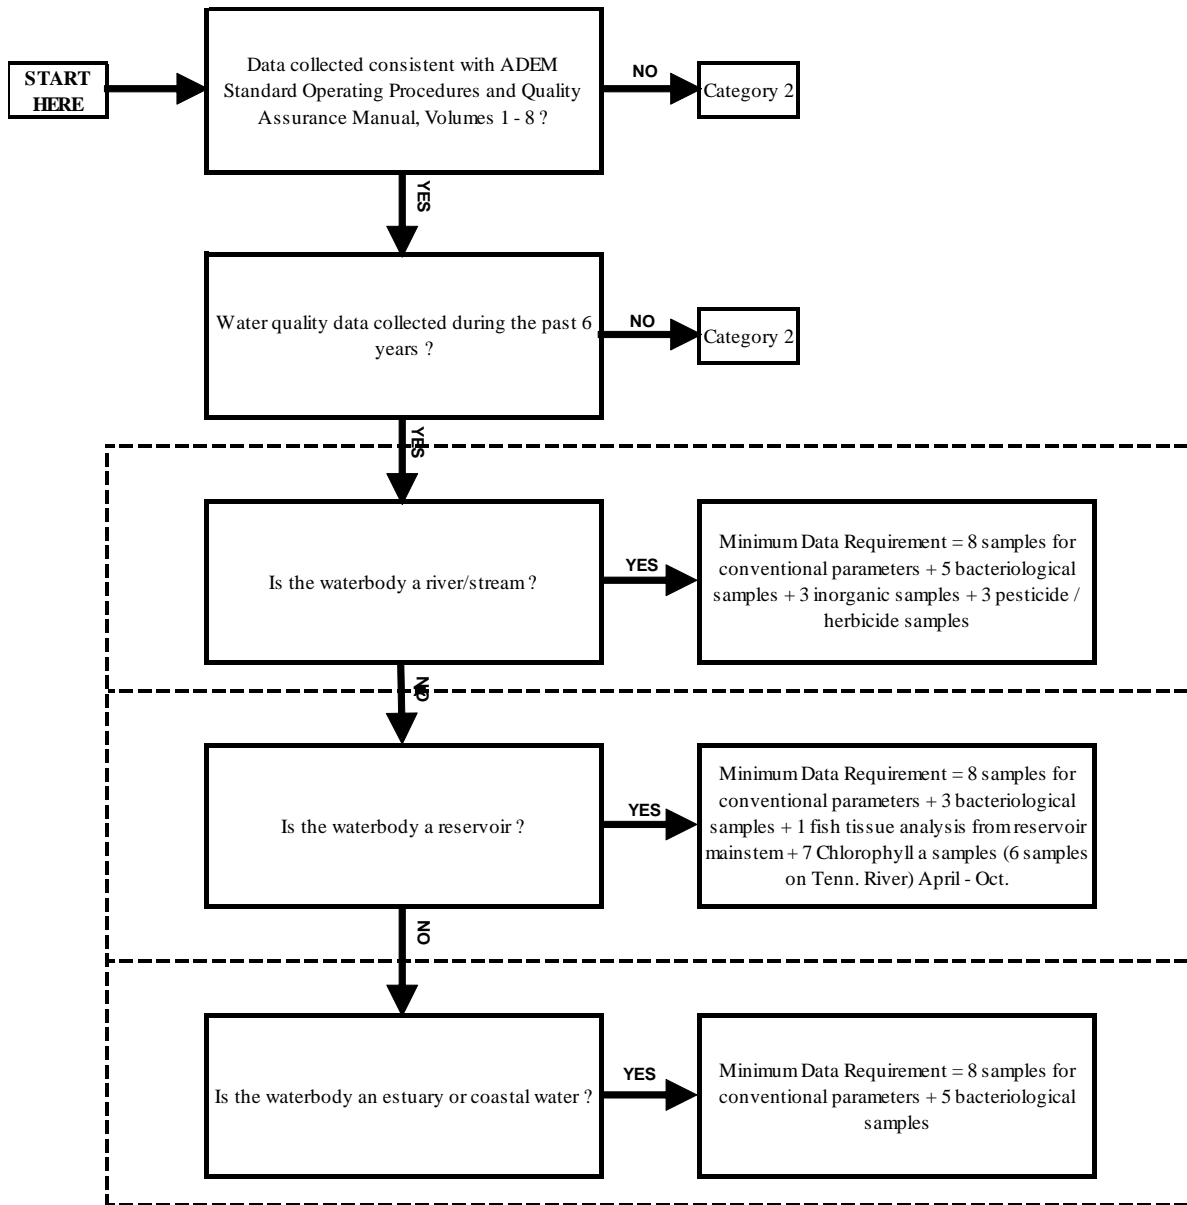 START
HERE
Data collected consistent with ADEM
Standard Operating Procedures and Quality
Assurance Manual, Volumes 1 - 8 ?
NO
Category 2
YES
Water quality data collected during the past 6
years ?
NO
Category 2
YES
Is the waterbody a river/stream ?
YES
Minimum Data Requirement = 8 samples for
conventional parameters + 5 bacteriological
samples + 3 inorganic samples + 3 pesticide /
herbicide samples
NO
Is the waterbody a reservoir ?
YES
Minimum Data Requirement = 8 samples for
conventional parameters + 3 bacteriological
samples + 1 fish tissue analysis from reservoir
mainstem + 7 Chlorophyll a samples (6 samples
on Tenn. River) April - Oct.
NO
Is the waterbody an estuary or coastal water ?
YES
Minimum Data Requirement = 8 samples for
conventional parameters + 5 bacteriological
samples